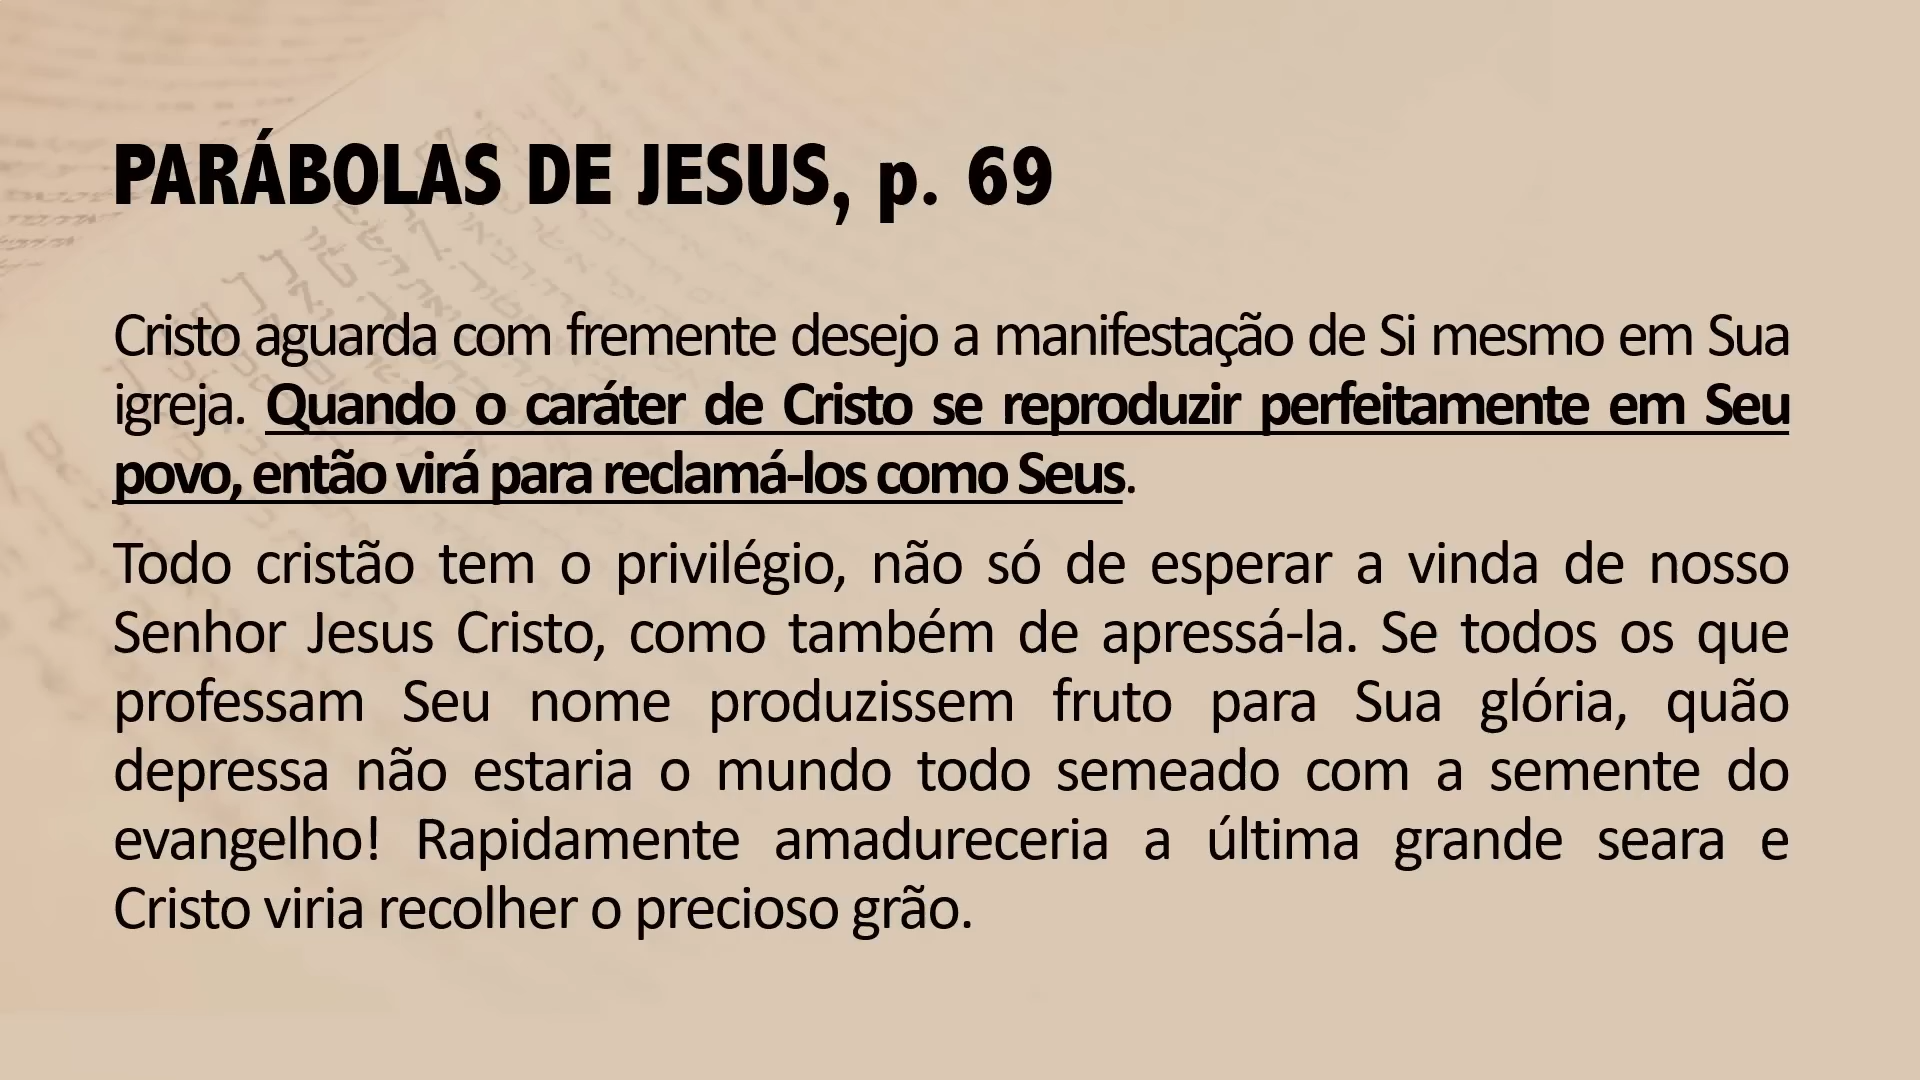 PARÁBOLAS DE JESUS, p. 69
Cristo aguarda com fremente desejo a manifestação de Si mesmo em Sua
igreja. Quando o caráter de Cristo se reproduzir perfeitamente em Seu
povo, então virá para reclamá-los como Seus.
Todo cristão tem o privilégio, não só de esperar a vinda de nosso
Senhor Jesus Cristo, como também de apressá-la. Se todos os que
professam Seu nome produzissem fruto para Sua glória, quão
depressa não estaria o mundo todo semeado com a semente do
evangelho! Rapidamente amadureceria a última grande seara e
Cristo viria recolher o precioso grão.